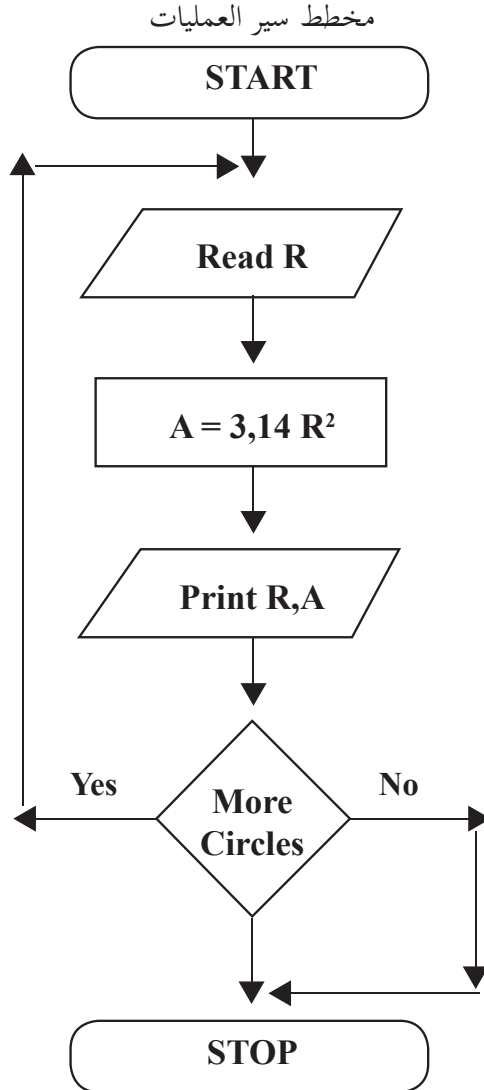 مخطط سير العمليات
START
Read R
A = 3,14 R²
Print R,A
Yes
No
More
Circles
STOP